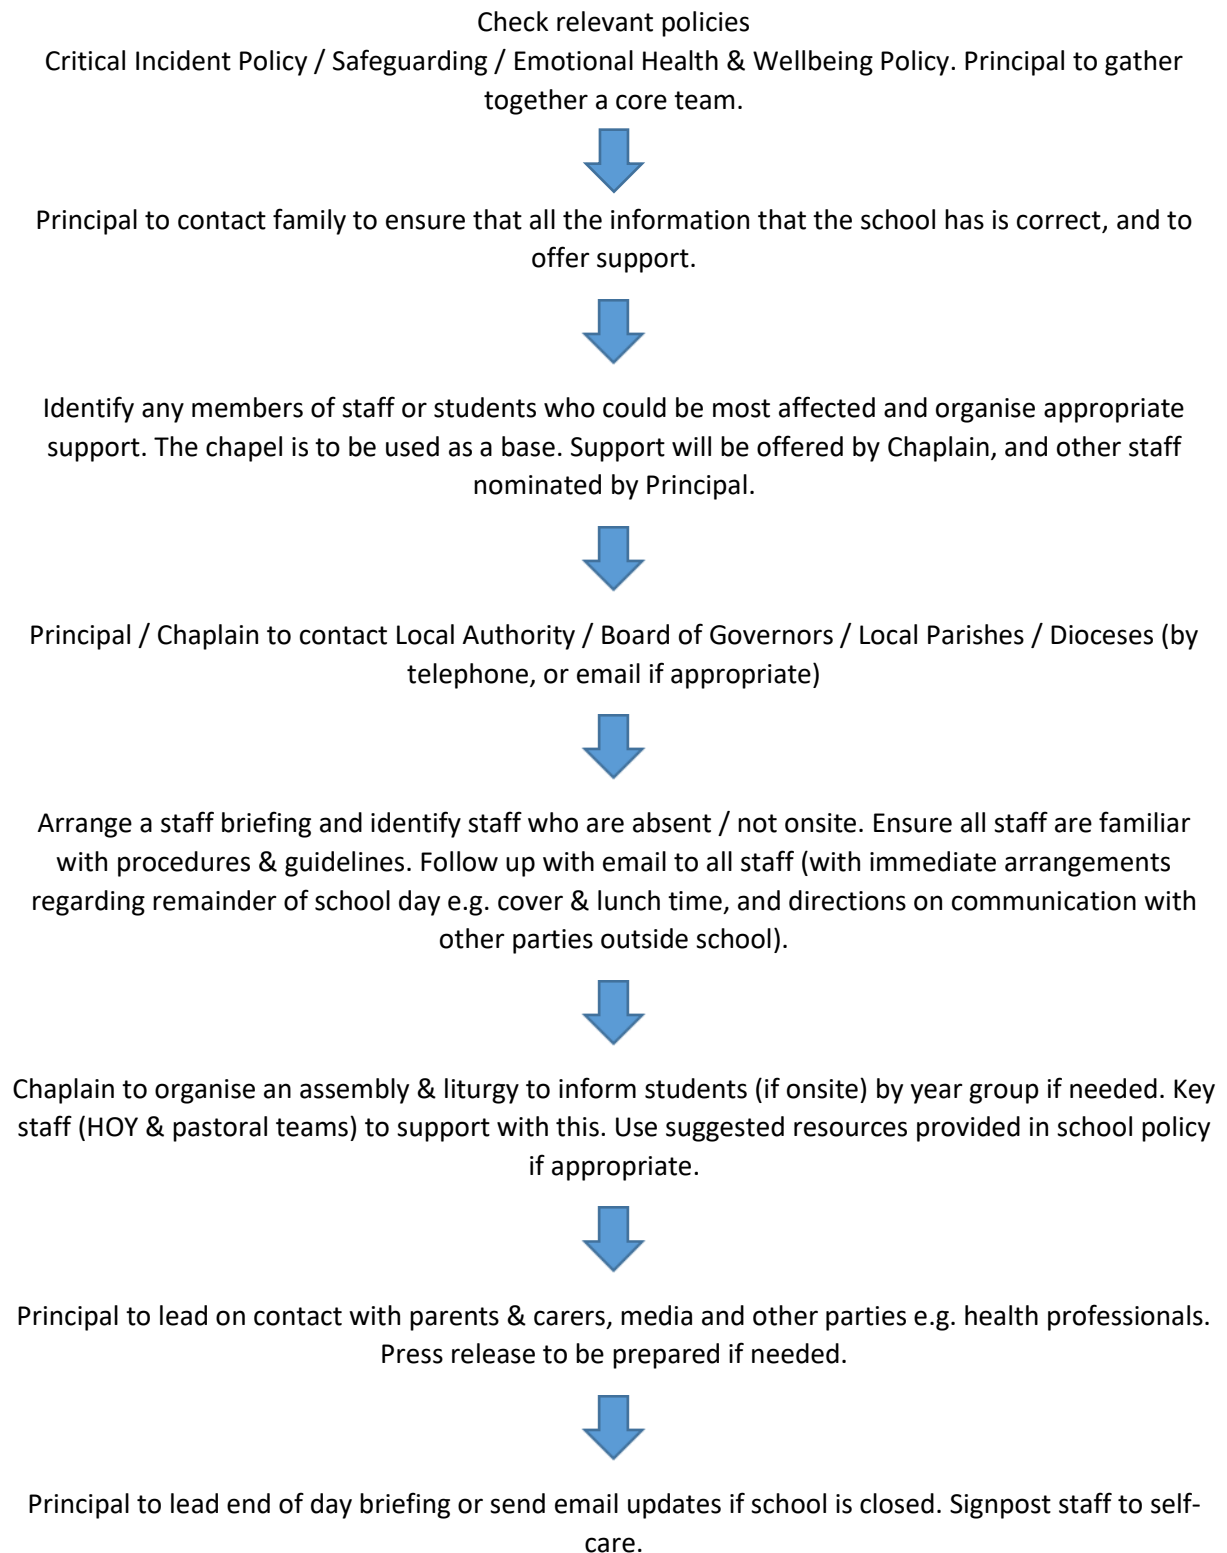 Check relevant policies
Critical Incident Policy / Safeguarding / Emotional Health & Wellbeing Policy. Principal to gather
together a core team.
Principal to contact family to ensure that all the information that the school has is correct, and to
offer support.
Identify any members of staff or students who could be most affected and organise appropriate
support. The chapel is to be used as a base. Support will be offered by Chaplain, and other staff
nominated by Principal.
Principal / Chaplain to contact Local Authority / Board of Governors / Local Parishes / Dioceses (by
telephone, or email if appropriate)
Arrange a staff briefing and identify staff who are absent / not onsite. Ensure all staff are familiar
with procedures & guidelines. Follow up with email to all staff (with immediate arrangements
regarding remainder of school day e.g. cover & lunch time, and directions on communication with
other parties outside school).
Chaplain to organise an assembly & liturgy to inform students (if onsite) by year group if needed. Key
staff (HOY & pastoral teams) to support with this. Use suggested resources provided in school policy
if appropriate.
Principal to lead on contact with parents & carers, media and other parties e.g. health professionals.
Press release to be prepared if needed.
Principal to lead end of day briefing or send email updates if school is closed. Signpost staff to self-
care.